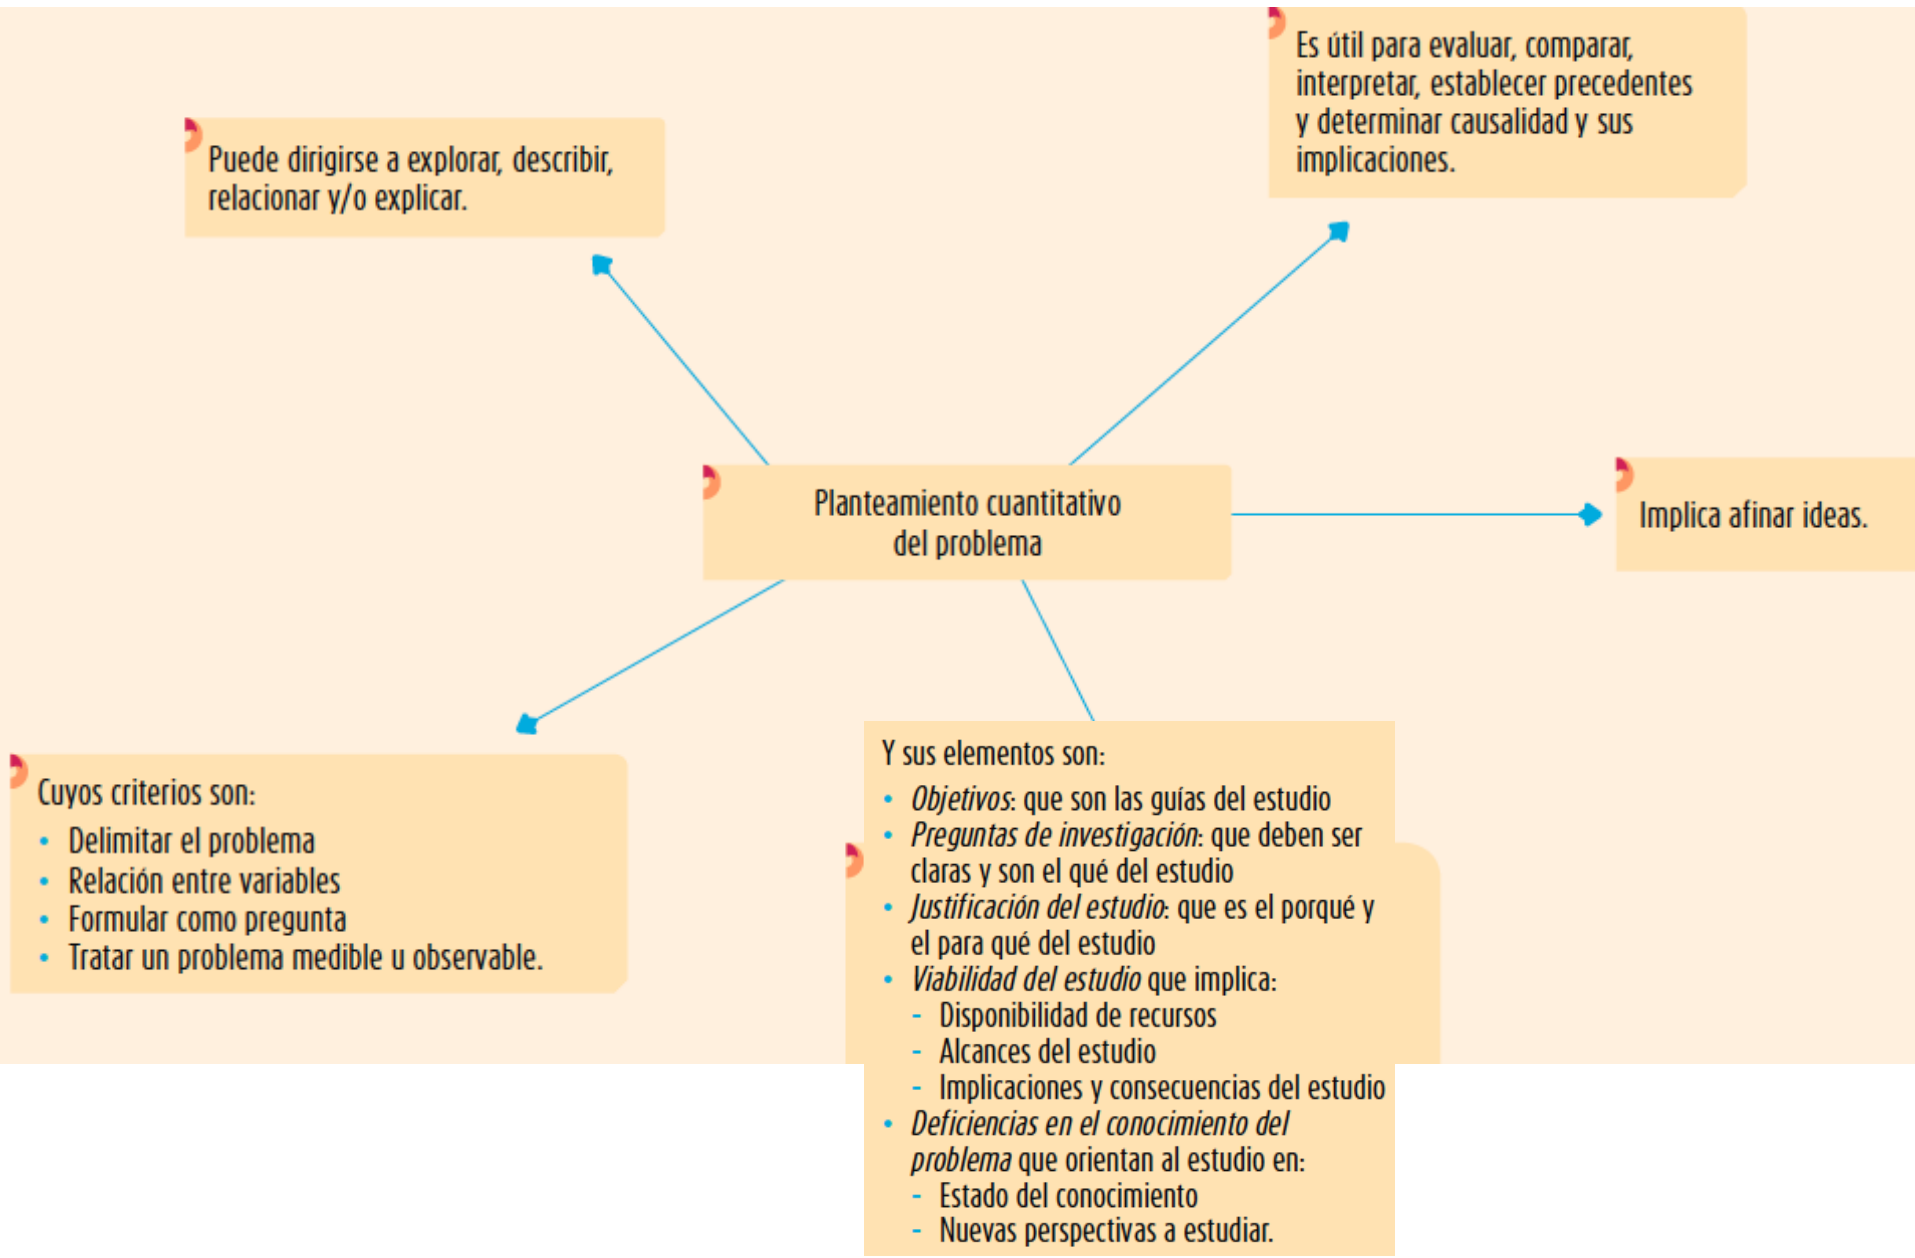 Es útil para evaluar, comparar,
interpretar, establecer precedentes
y determinar causalidad y sus
implicaciones.
Puede dirigirse a explorar, describir,
relacionar y/o explicar.
Planteamiento cuantitativo
del problema
Implica afinar ideas.
Cuyos criterios son:
• Delimitar el problema
• Relación entre variables
• Formular como pregunta
• Tratar un problema medible u observable.
Y sus elementos son:
• Objetivos: que son las guías del estudio
• Preguntas de investigación: que deben ser
claras y son el qué del estudio
• Justificación del estudio: que es el porqué y
el para qué del estudio
• Viabilidad del estudio que implica:
- Disponibilidad de recursos
- Alcances del estudio
- Implicaciones y consecuencias del estudio
• Deficiencias en el conocimiento del
problema que orientan al estudio en:
- Estado del conocimiento
- Nuevas perspectivas a estudiar.